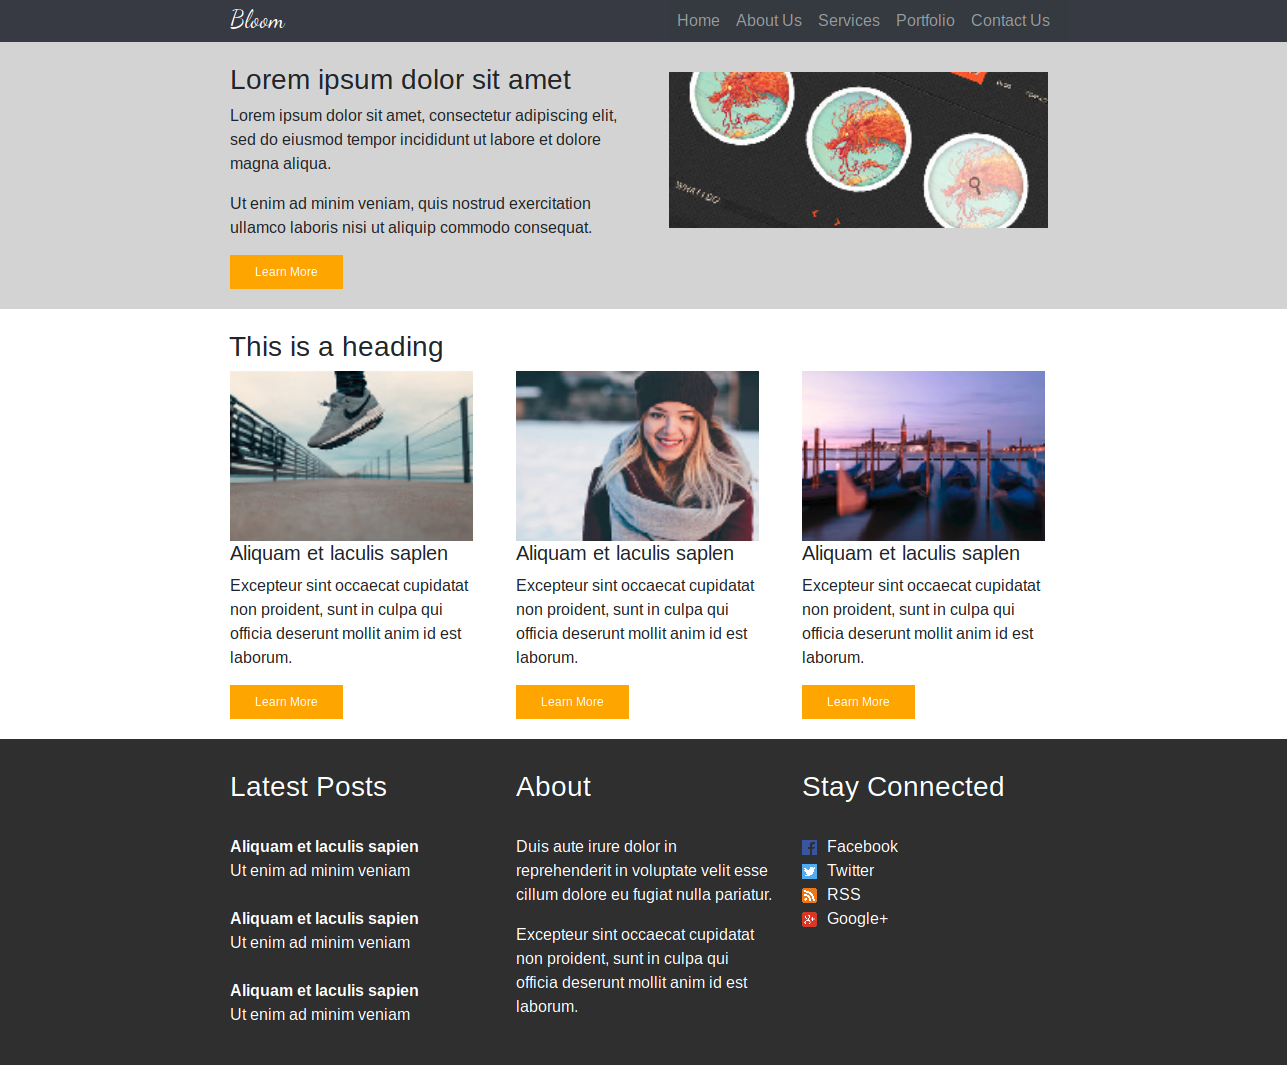 Bloom
Home About Us Services Portfolio Contact Us
Lorem ipsum dolor sit amet
Lorem ipsum dolor sit amet, consectetur adipiscing elit,
sed do eiusmod tempor incididunt ut labore et dolore
magna aliqua.
Ut enim ad minim veniam, quis nostrud exercitation
ullamco laboris nisi ut aliquip commodo consequat.
Learn More
WHAT I DO
This is a heading
Aliquam et laculis saplen
Excepteur sint occaecat cupidatat
non proident, sunt in culpa qui
officia deserunt mollit anim id est
laborum.
Learn More
Aliquam et laculis saplen
Excepteur sint occaecat cupidatat
non proident, sunt in culpa qui
officia deserunt mollit anim id est
laborum.
Learn More
Aliquam et laculis saplen
Excepteur sint occaecat cupidatat
non proident, sunt in culpa qui
officia deserunt mollit anim id est
laborum.
Learn More
Latest Posts
Aliquam et laculis sapien
Ut enim ad minim veniam
Aliquam et laculis sapien
Ut enim ad minim veniam
Aliquam et laculis sapien
Ut enim ad minim veniam
About
Duis aute irure dolor in
reprehenderit in voluptate velit esse
cillum dolore eu fugiat nulla pariatur.
Excepteur sint occaecat cupidatat
non proident, sunt in culpa qui
officia deserunt mollit anim id est
laborum.
Stay Connected
Facebook
Twitter
RSS
Google+